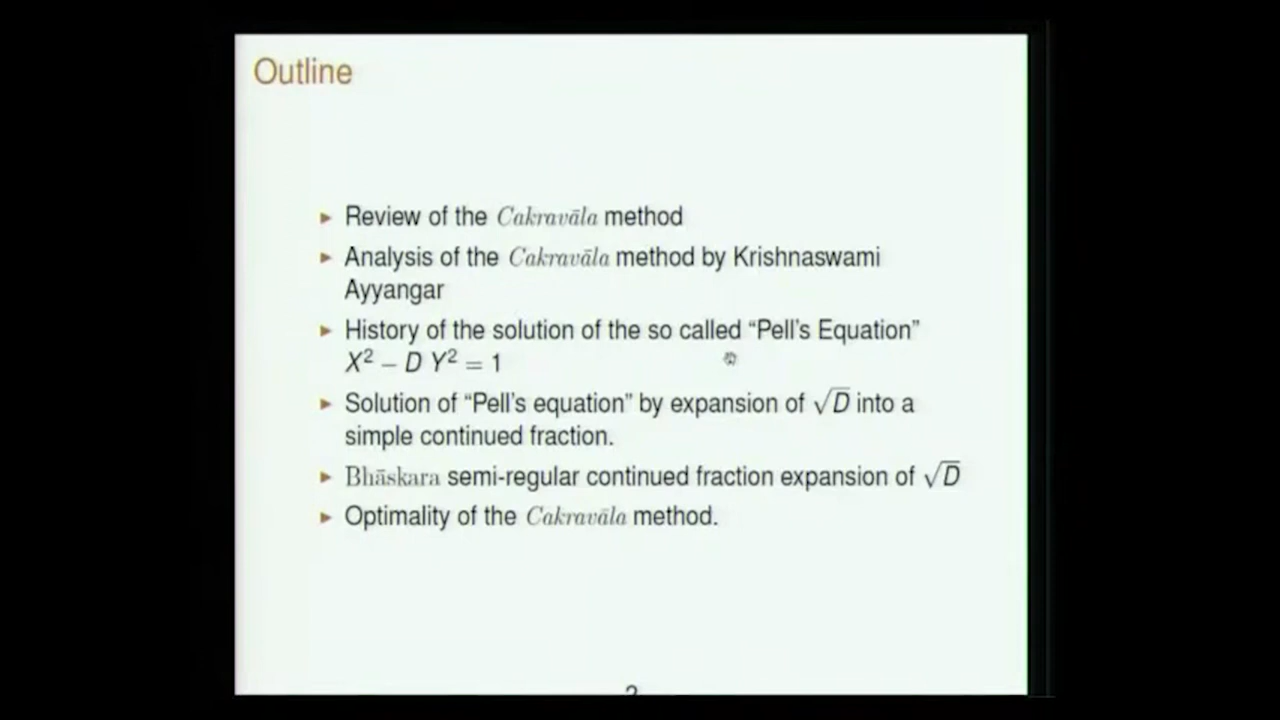 Outline
► Review of the Cakravāla method
► Analysis of the Cakravāla method by Krishnaswami
Ayyangar
► History of the solution of the so called “Pell’s Equation”
X² – D Y² = 1
► Solution of “Pell’s equation” by expansion of √D into a
simple continued fraction.
► Bhāskara semi-regular continued fraction expansion of √D
► Optimality of the Cakravāla method.